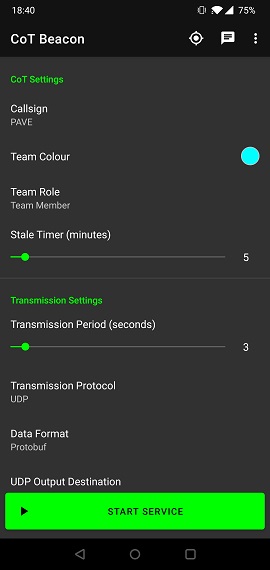 18:40
75%
CoT Beacon
CoT Settings
Callsign
PAVE
Team Colour
Team Role
Team Member
Stale Timer (minutes)
5
Transmission Settings
Transmission Period (seconds)
3
Transmission Protocol
UDP
Data Format
Protobuf
UDP Output Destination
START SERVICE